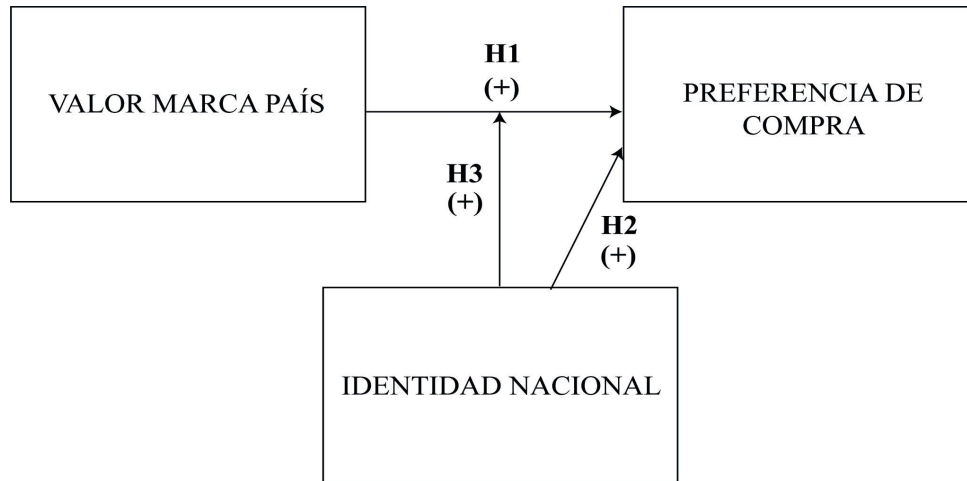 VALOR MARCA PAÍS
H1
(+)
PREFERENCIA DE
COMPRA
H3
(+)
H2
(+)
IDENTIDAD NACIONAL